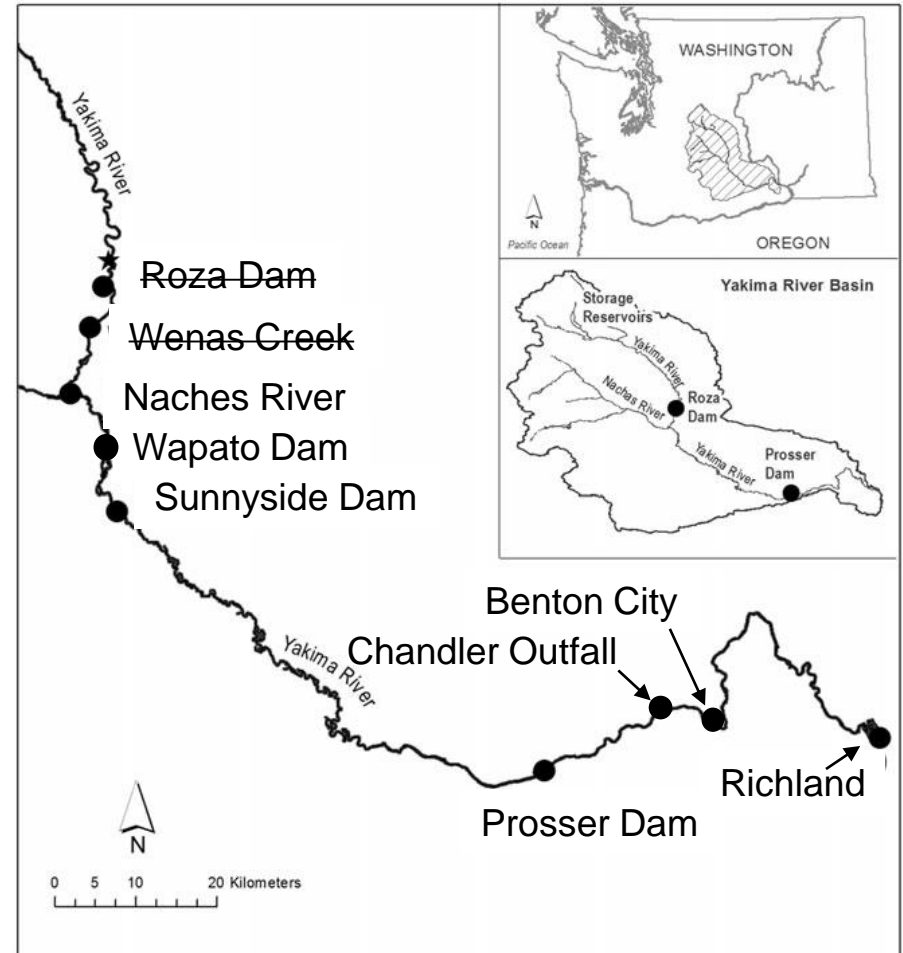 Yakima River
Roza Dam
Wenas Creek
Naches River
Wapato Dam
Sunnyside Dam
Yakima River
Benton City
Chandler Outfall
Richland
Prosser Dam
N
0 5 10 20 Kilometers
WASHINGTON
N
Pacific Ocean
OREGON
Yakima River Basin
Storage
Reservoirs
Yakima River
Naches River
Roza
Dam
Yakima River
Prosser
Dam